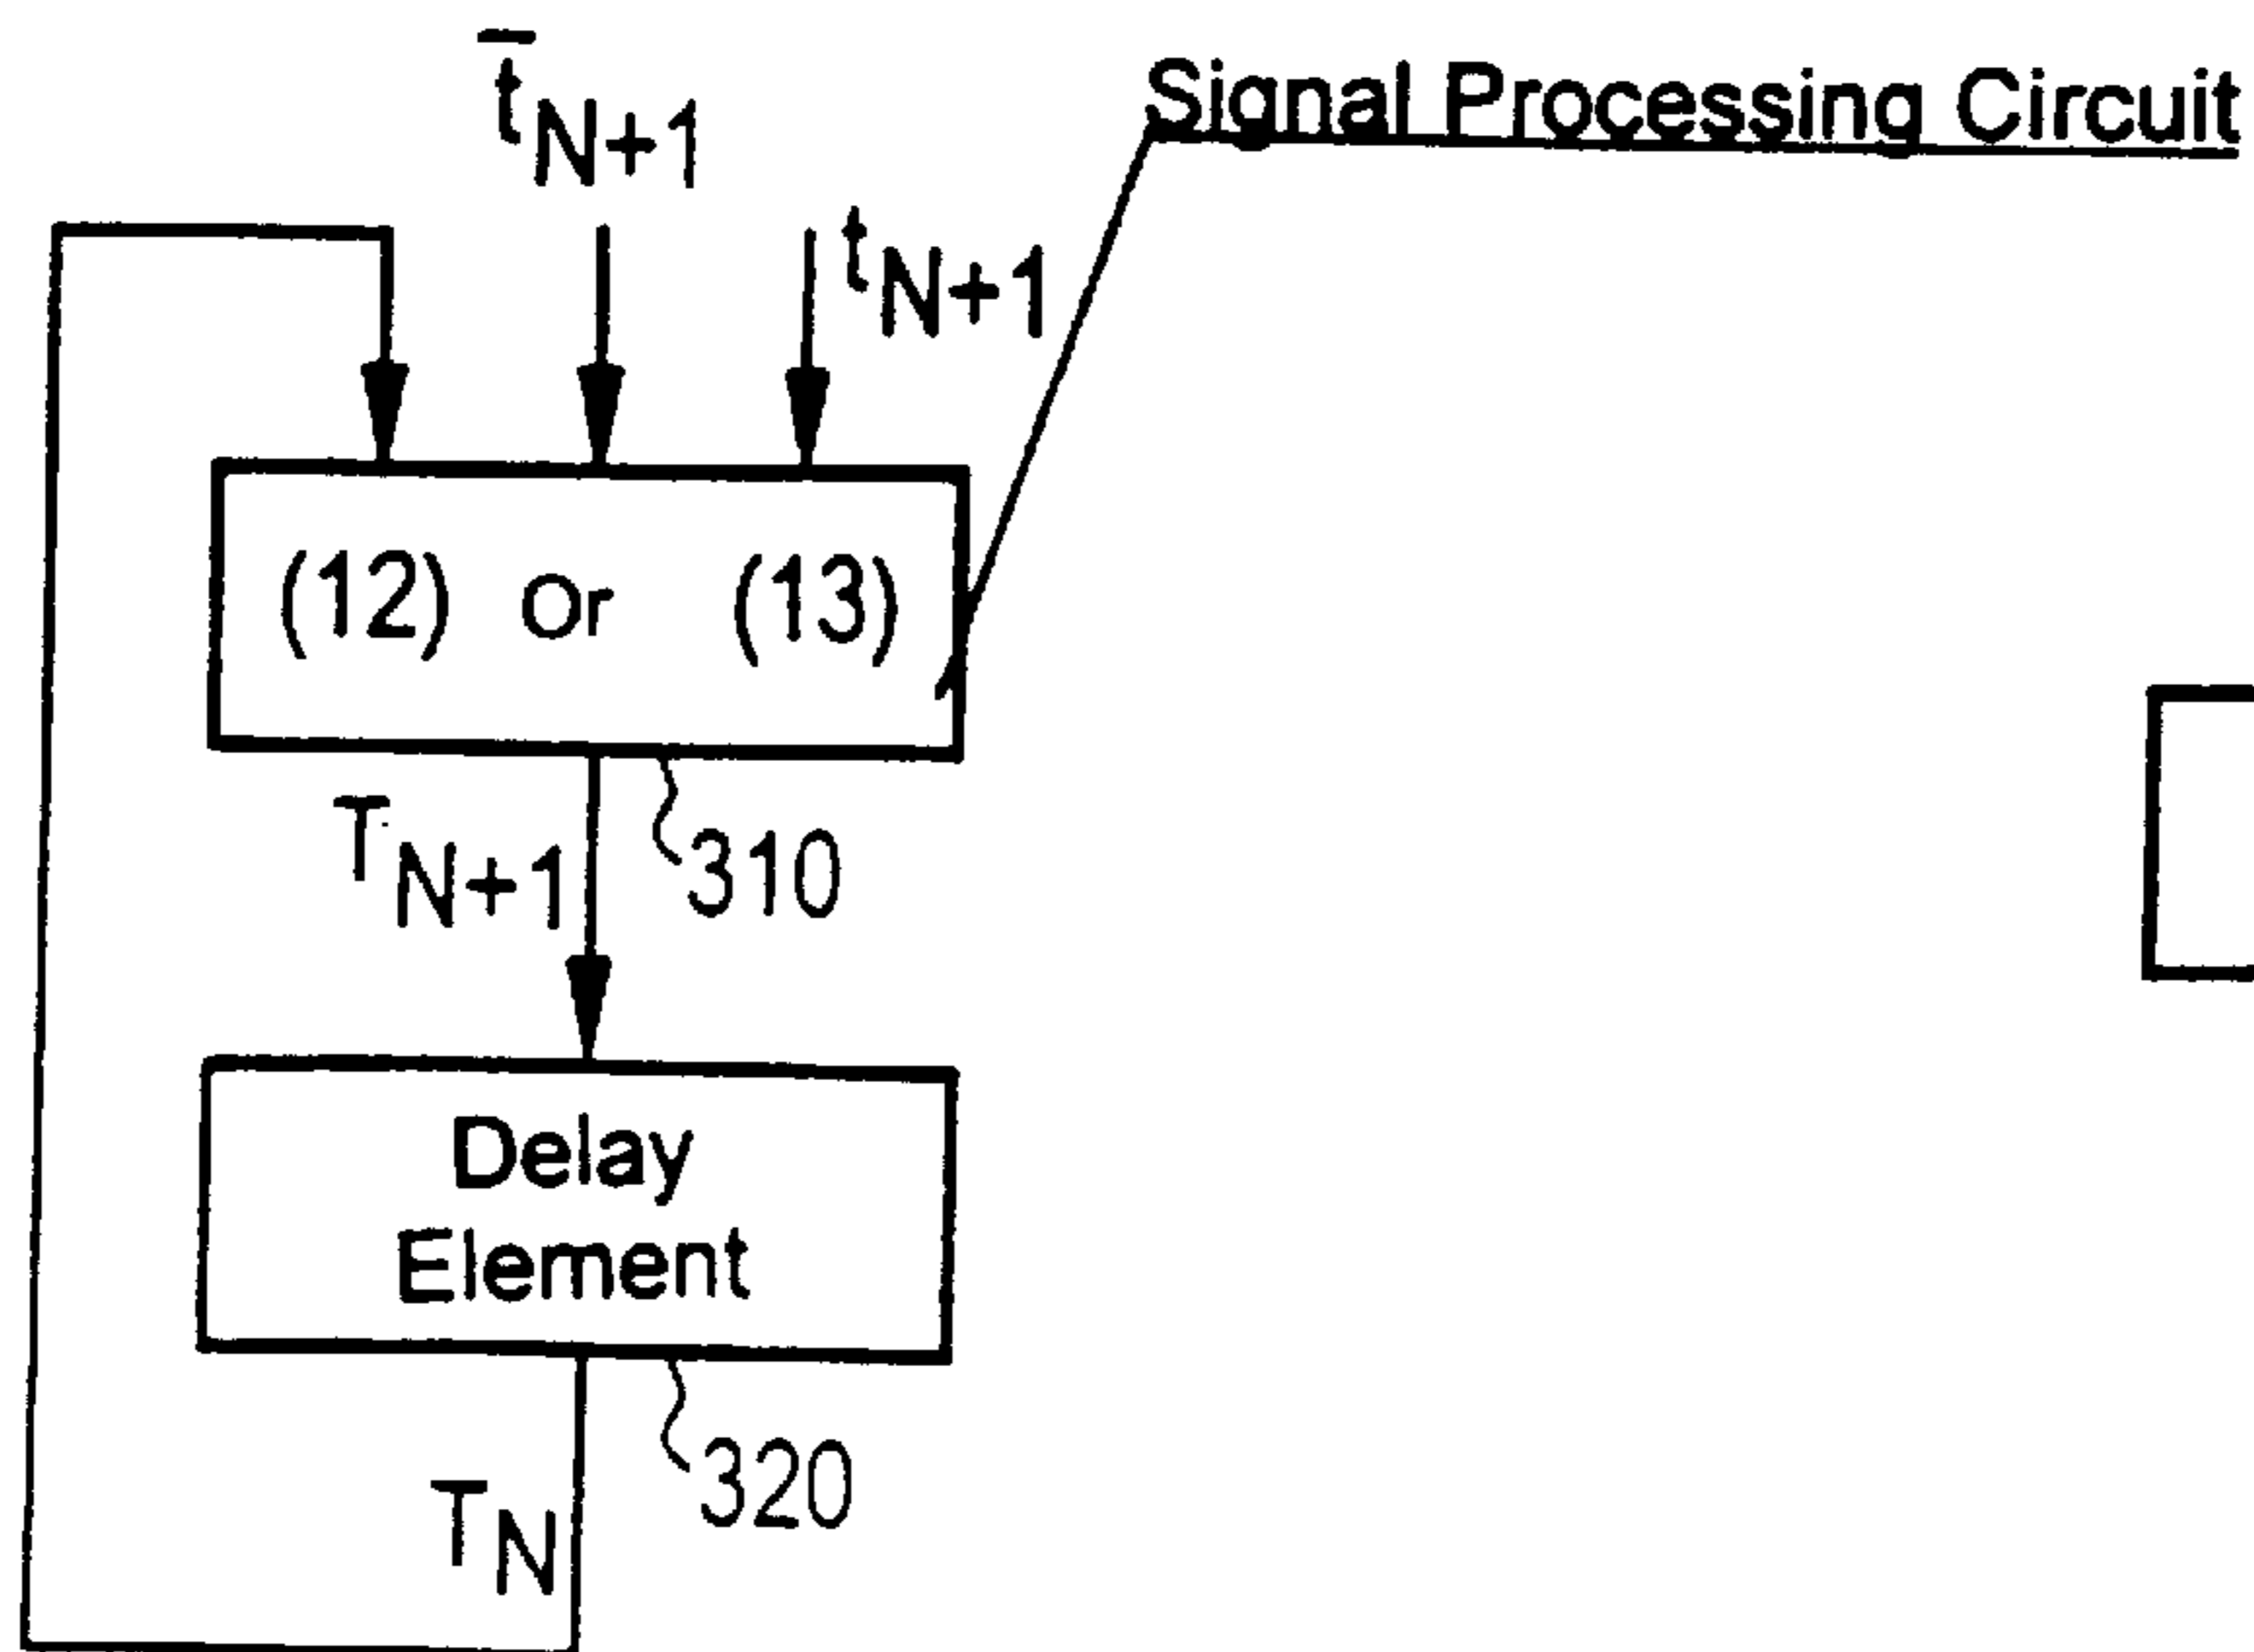 t̄N+1
Signal Processing Circuit
tN+1
(12) or (13)
TN+1
310
Delay
Element
320
TN